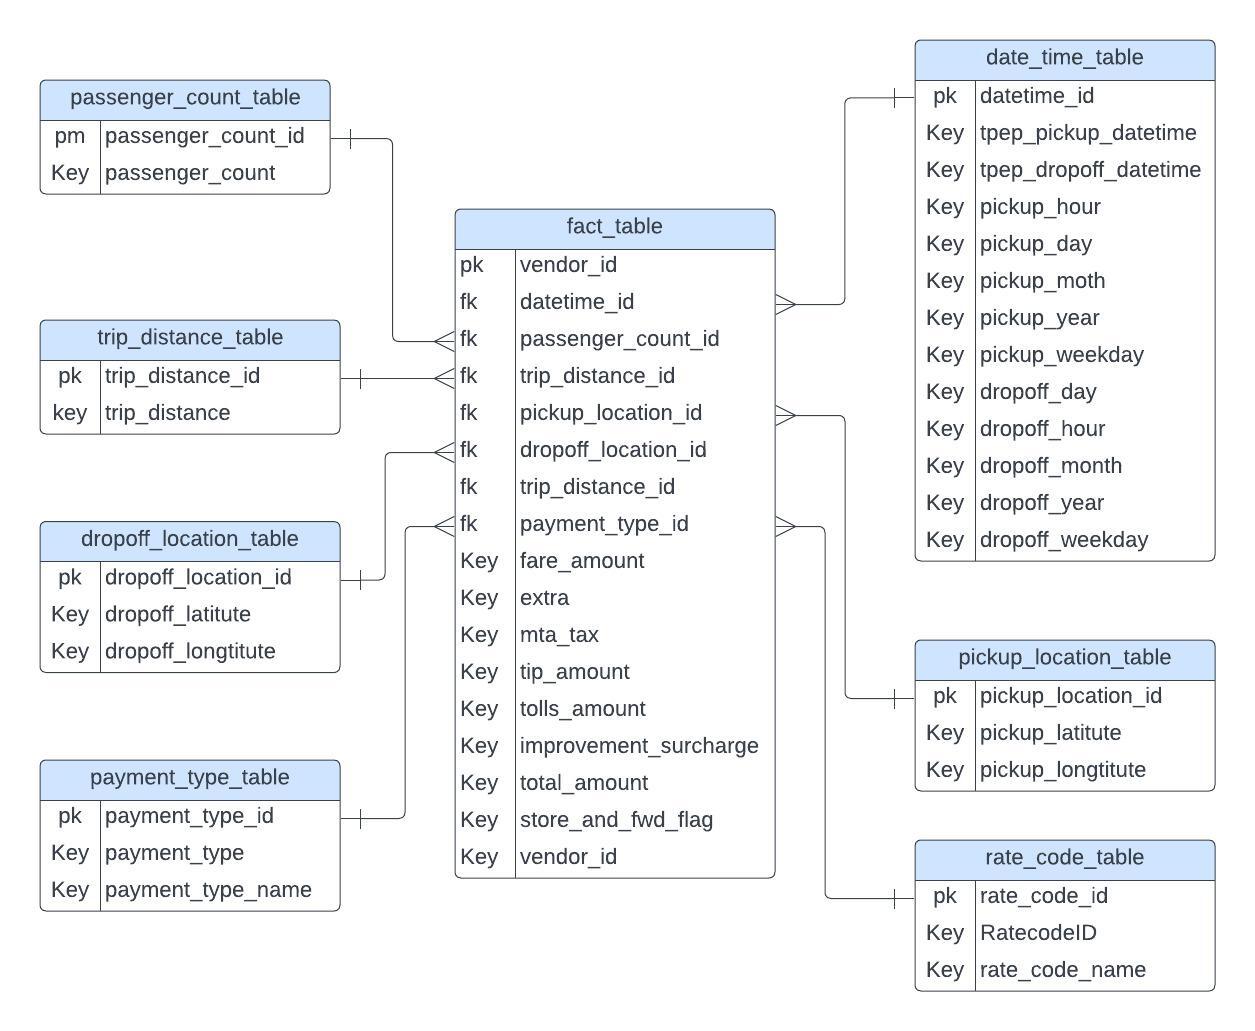 passenger_count_table
pm passenger_count_id
Key passenger_count
trip_distance_table
pk trip_distance_id
key trip_distance
dropoff_location_table
pk dropoff_location_id
Key dropoff_latitute
Key dropoff_longtitute
payment_type_table
pk payment_type_id
Key payment_type
Key payment_type_name
fact_table
pk vendor_id
fk datetime_id
fk passenger_count_id
fk trip_distance_id
fk pickup_location_id
fk dropoff_location_id
fk trip_distance_id
fk payment_type_id
Key fare_amount
Key extra
Key mta_tax
Key tip_amount
Key tolls_amount
Key improvement_surcharge
Key total_amount
Key store_and_fwd_flag
Key vendor_id
date_time_table
pk datetime_id
Key tpep_pickup_datetime
Key tpep_dropoff_datetime
Key pickup_hour
Key pickup_day
Key pickup_moth
Key pickup_year
Key pickup_weekday
Key dropoff_day
Key dropoff_hour
Key dropoff_month
Key dropoff_year
Key dropoff_weekday
pickup_location_table
pk pickup_location_id
Key pickup_latitute
Key pickup_longtitute
rate_code_table
pk rate_code_id
Key RatecodeID
Key rate_code_name